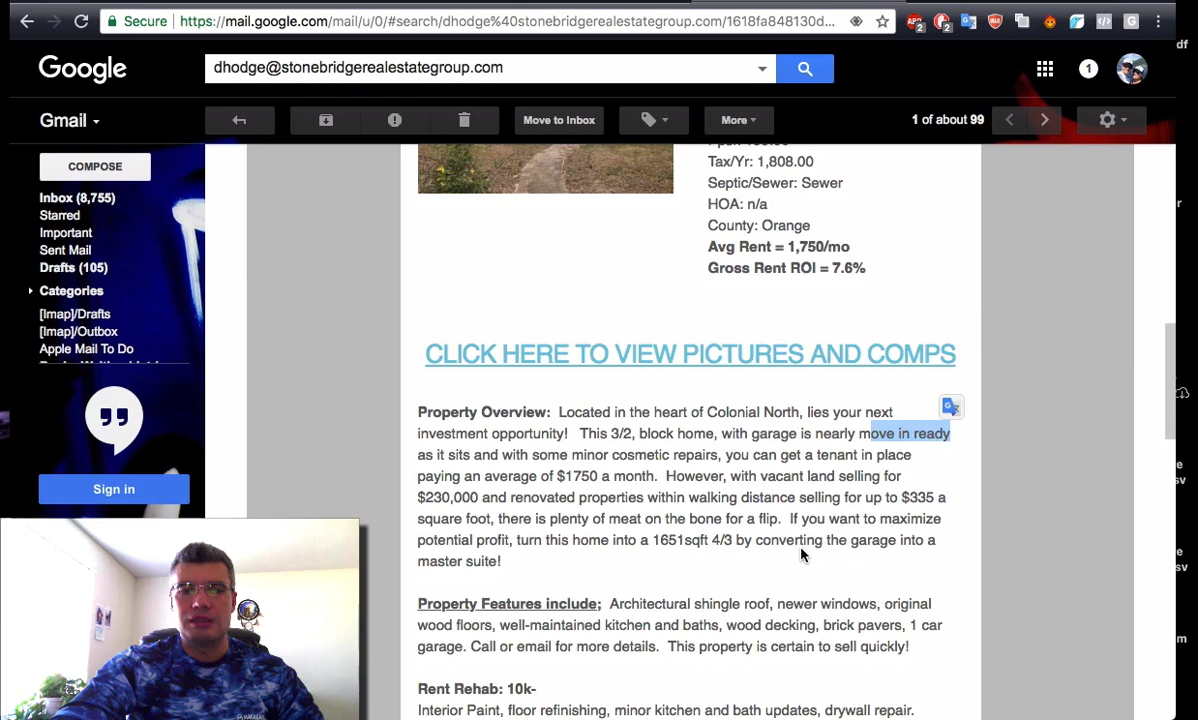 Secure https://mail.google.com/mail/u/0/#search/dhodge%40stonebridgerealestategroup.com/1618fa848130d...
2
2
Google
dhodge@stonebridgerealestategroup.com
1
Gmail
Move to Inbox
More
1 of about 99
COMPOSE
Inbox (8,755)
Starred
Important
Sent Mail
Drafts (105)
Categories
[Imap]/Drafts
[Imap]/Outbox
Apple Mail To Do
Sign in
Tax/Yr: 1,808.00
Septic/Sewer: Sewer
HOA: n/a
County: Orange
Avg Rent = 1,750/mo
Gross Rent ROI = 7.6%
CLICK HERE TO VIEW PICTURES AND COMPS
Property Overview: Located in the heart of Colonial North, lies your next
investment opportunity! This 3/2, block home, with garage is nearly move in ready
as it sits and with some minor cosmetic repairs, you can get a tenant in place
paying an average of $1750 a month. However, with vacant land selling for
$230,000 and renovated properties within walking distance selling for up to $335 a
square foot, there is plenty of meat on the bone for a flip. If you want to maximize
potential profit, turn this home into a 1651sqft 4/3 by converting the garage into a
master suite!
Property Features include; Architectural shingle roof, newer windows, original
wood floors, well-maintained kitchen and baths, wood decking, brick pavers, 1 car
garage. Call or email for more details. This property is certain to sell quickly!
Rent Rehab: 10k-
Interior Paint, floor refinishing, minor kitchen and bath updates, drywall repair.
df
r
e
sv
e
sv
m